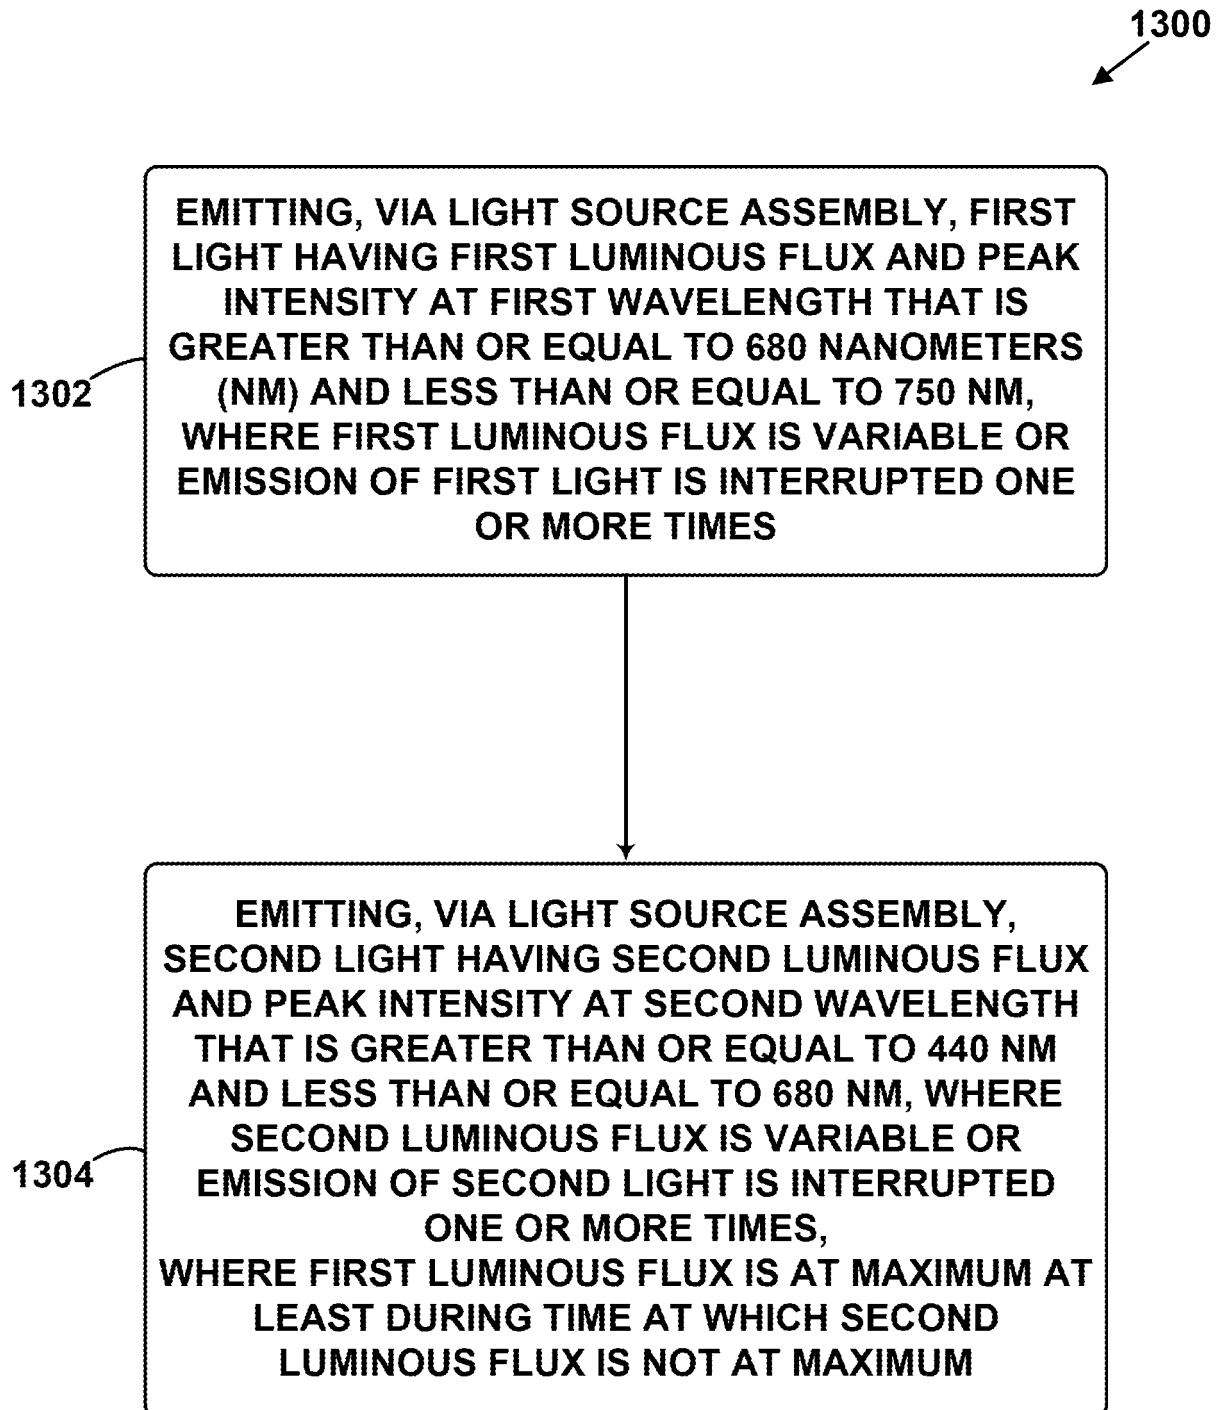 1300
EMITTING, VIA LIGHT SOURCE ASSEMBLY, FIRST
LIGHT HAVING FIRST LUMINOUS FLUX AND PEAK
INTENSITY AT FIRST WAVELENGTH THAT IS
GREATER THAN OR EQUAL TO 680 NANOMETERS
(NM) AND LESS THAN OR EQUAL TO 750 NM,
WHERE FIRST LUMINOUS FLUX IS VARIABLE OR
EMISSION OF FIRST LIGHT IS INTERRUPTED ONE
OR MORE TIMES
1302
EMITTING, VIA LIGHT SOURCE ASSEMBLY,
SECOND LIGHT HAVING SECOND LUMINOUS FLUX
AND PEAK INTENSITY AT SECOND WAVELENGTH
THAT IS GREATER THAN OR EQUAL TO 440 NM
AND LESS THAN OR EQUAL TO 680 NM, WHERE
SECOND LUMINOUS FLUX IS VARIABLE OR
EMISSION OF SECOND LIGHT IS INTERRUPTED
ONE OR MORE TIMES,
WHERE FIRST LUMINOUS FLUX IS AT MAXIMUM AT
LEAST DURING TIME AT WHICH SECOND
LUMINOUS FLUX IS NOT AT MAXIMUM
1304